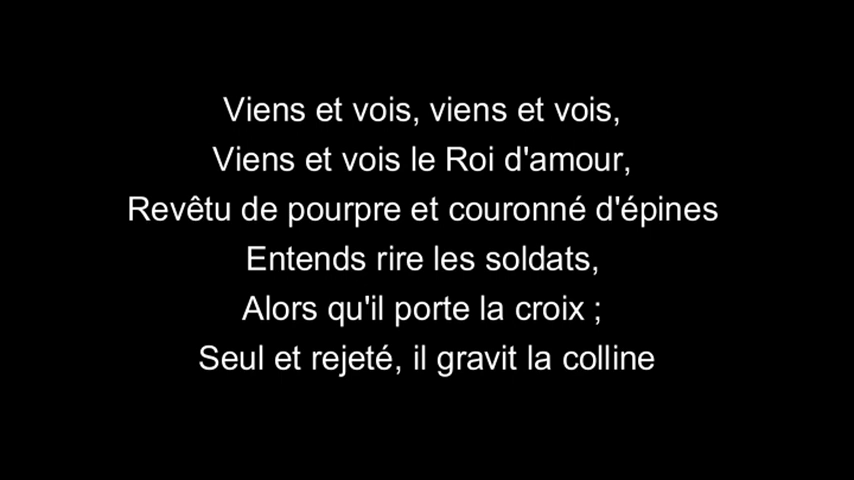 Viens et vois, viens et vois,
Viens et vois le Roi d'amour,
Revêtu de pourpre et couronné d'épines
Entends rire les soldats,
Alors qu'il porte la croix ;
Seul et rejeté, il gravit la colline